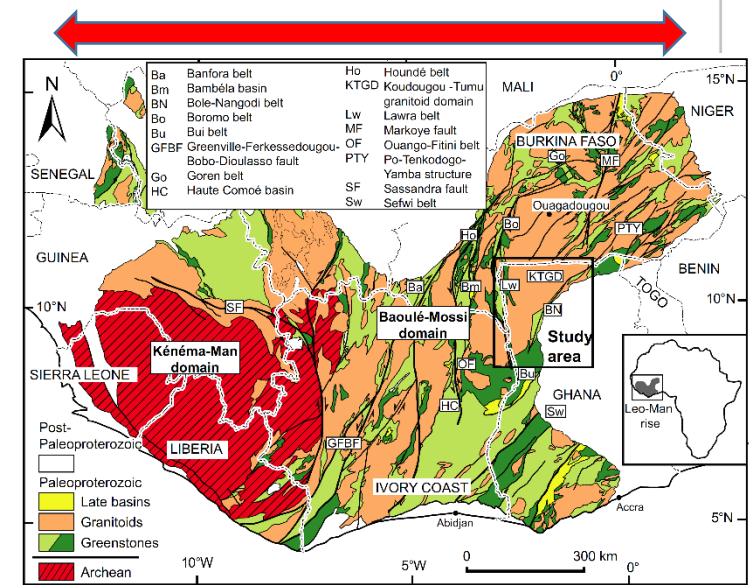 Ba Banfora belt
Bm Bambéla basin
BN Bole-Nangodi belt
Bo Boromo belt
Bu Bui belt
GFBF Greenville-Ferkessedougou-
Bobo-Dioulasso fault
Go Goren belt
HC Haute Comoé basin
Ho Houndé belt
KTGD Koudougou -Tumu
granitoid domain
Lw Lawra belt
MF Markoye fault
OF Ouango-Fitini belt
PTY Po-Tenkodogo-
Yamba structure
SF Sassandra fault
Sw Sefwi belt
N
MALI
0°
15°N
NIGER
BURKINA FASO
Go
MF
SENEGAL
Ouagadougou
Ho
Bo
PTY
GUINEA
BENIN
TOGO
KTGD
Ba
Bm
Lw
10°N
10°N
SF
BN
Baoulé-Mossi
domain
Study
area
Kénéma-Man
domain
SIERRA LEONE
OF
Bu
GHANA
HC
Sw
Leo-Man
rise
LIBERIA
GFBF
IVORY COAST
Accra
Abidjan
5°N
Post-
Paleoproterozoic
Paleoproterozoic
Late basins
Granitoids
Greenstones
Archean
10°W
5°W
0 300 km
0°